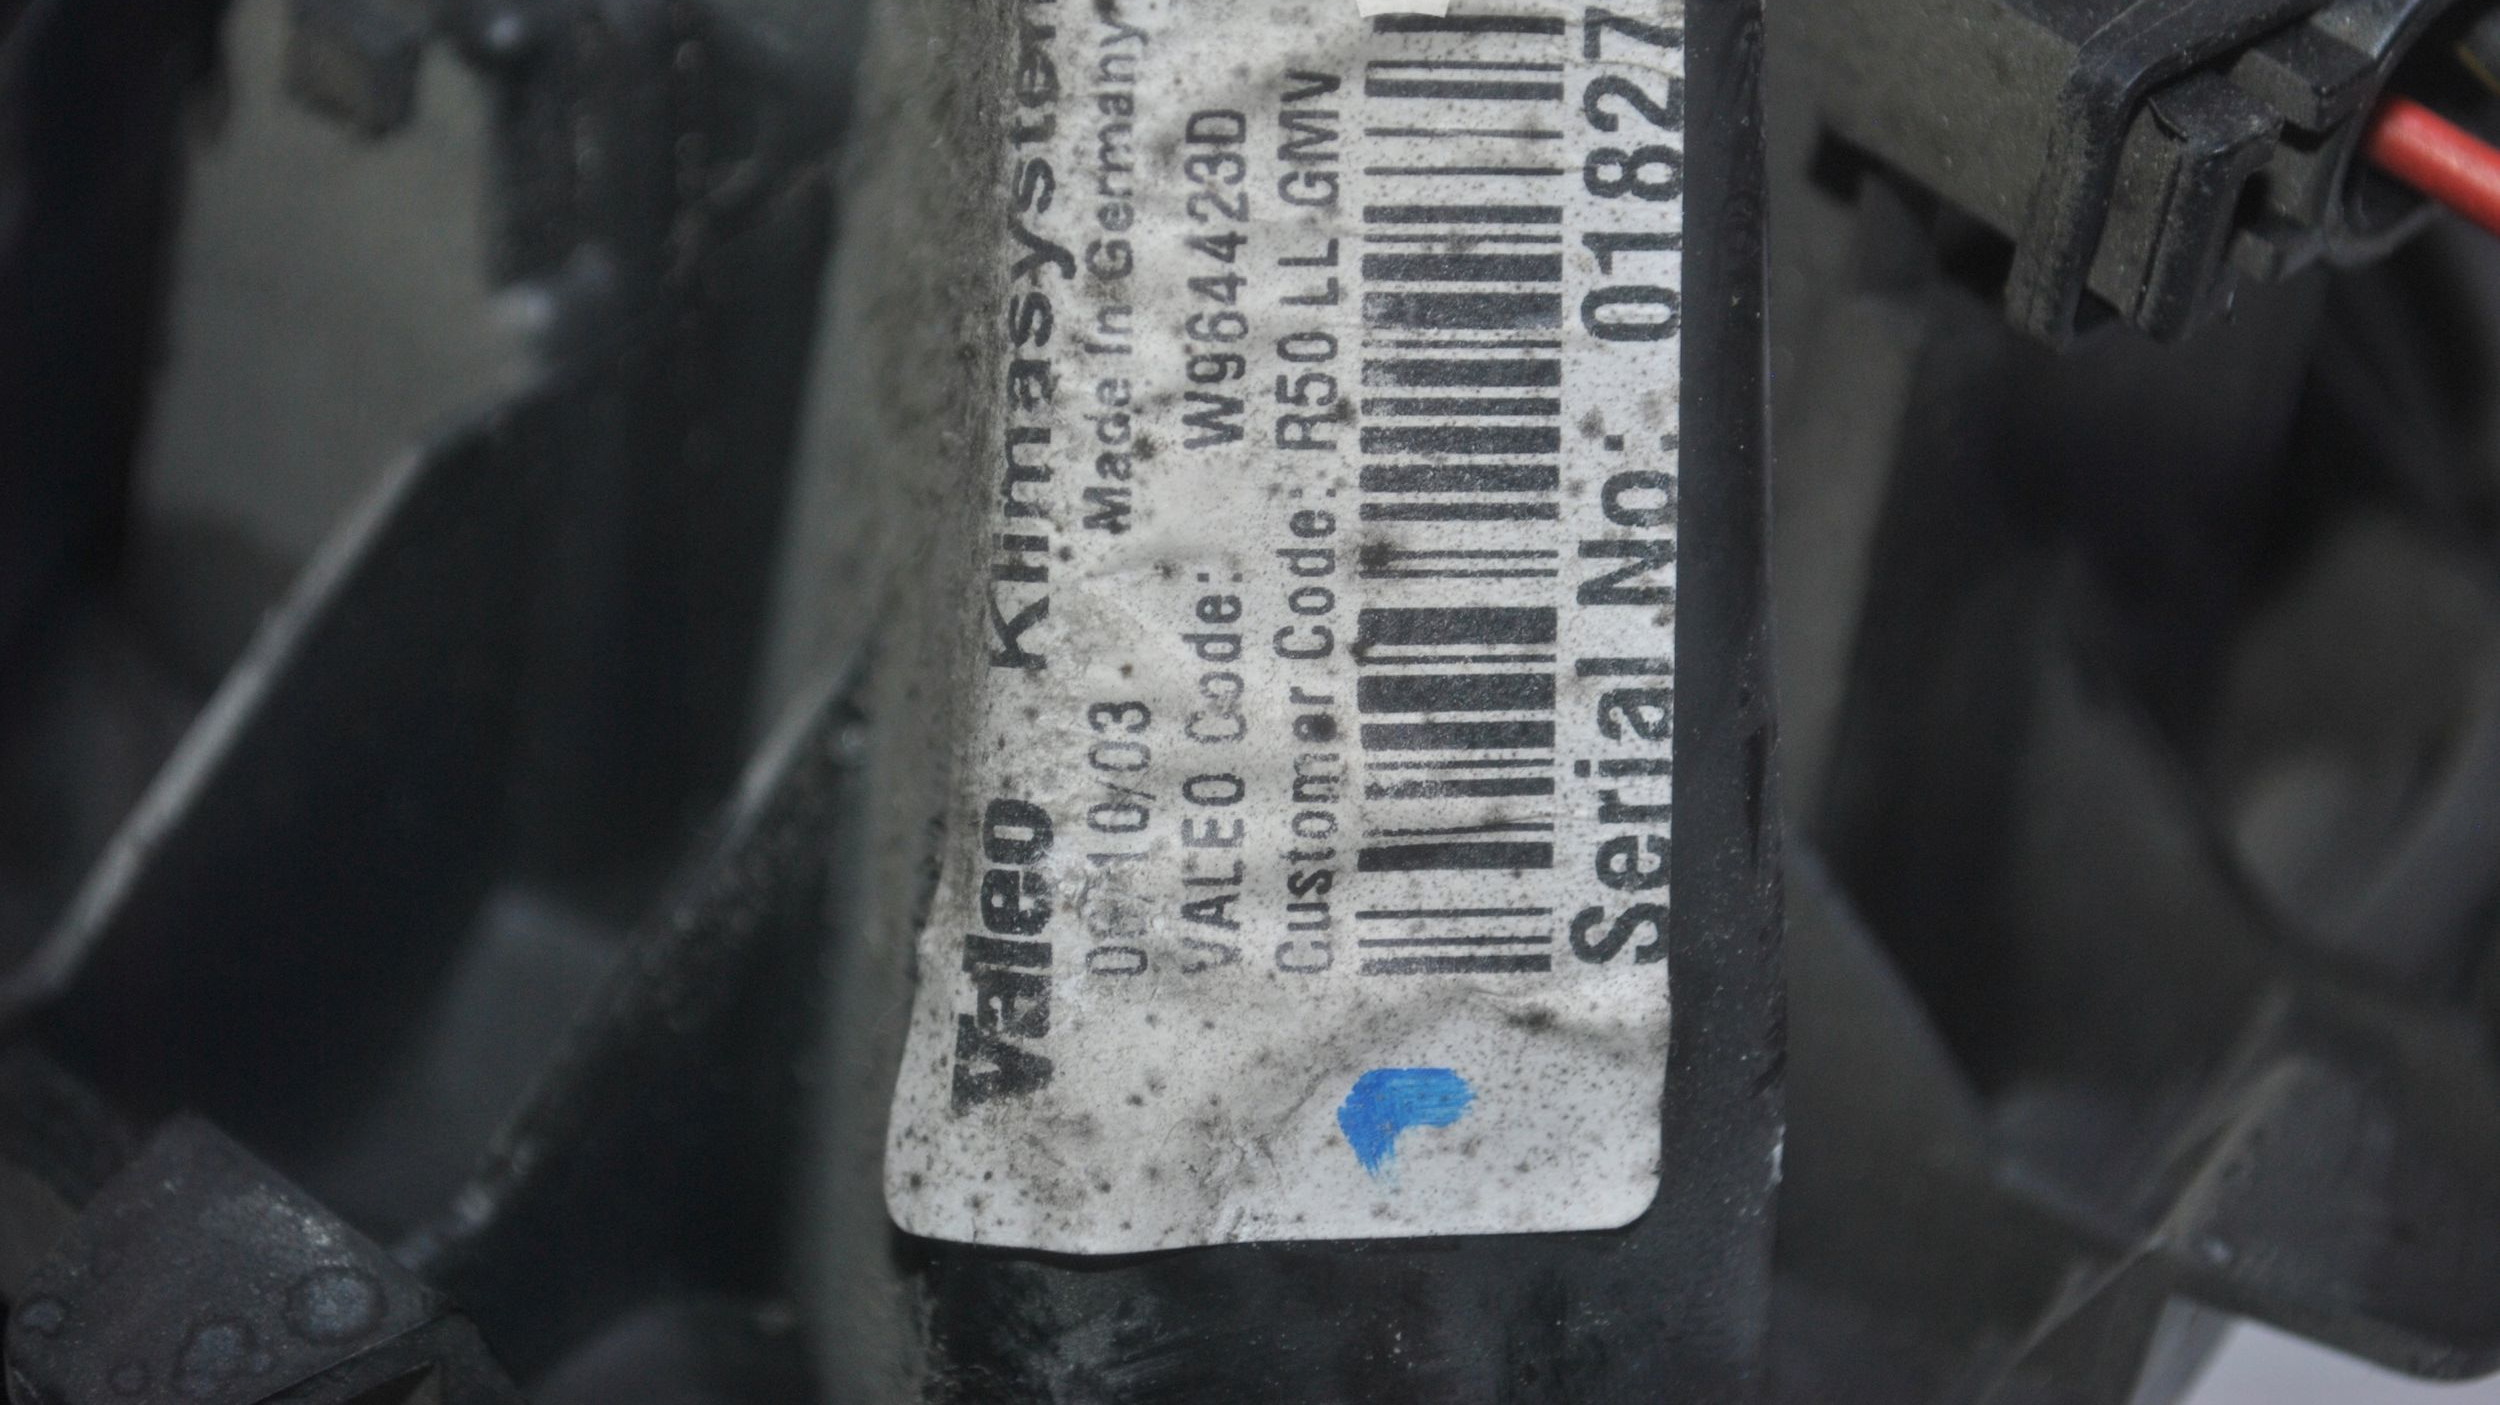 Valeo Klimasystem
10/03 Made In Germany
VALEO Code: W964423D
Customer Code: R50 LL GMV
Serial No. 01827